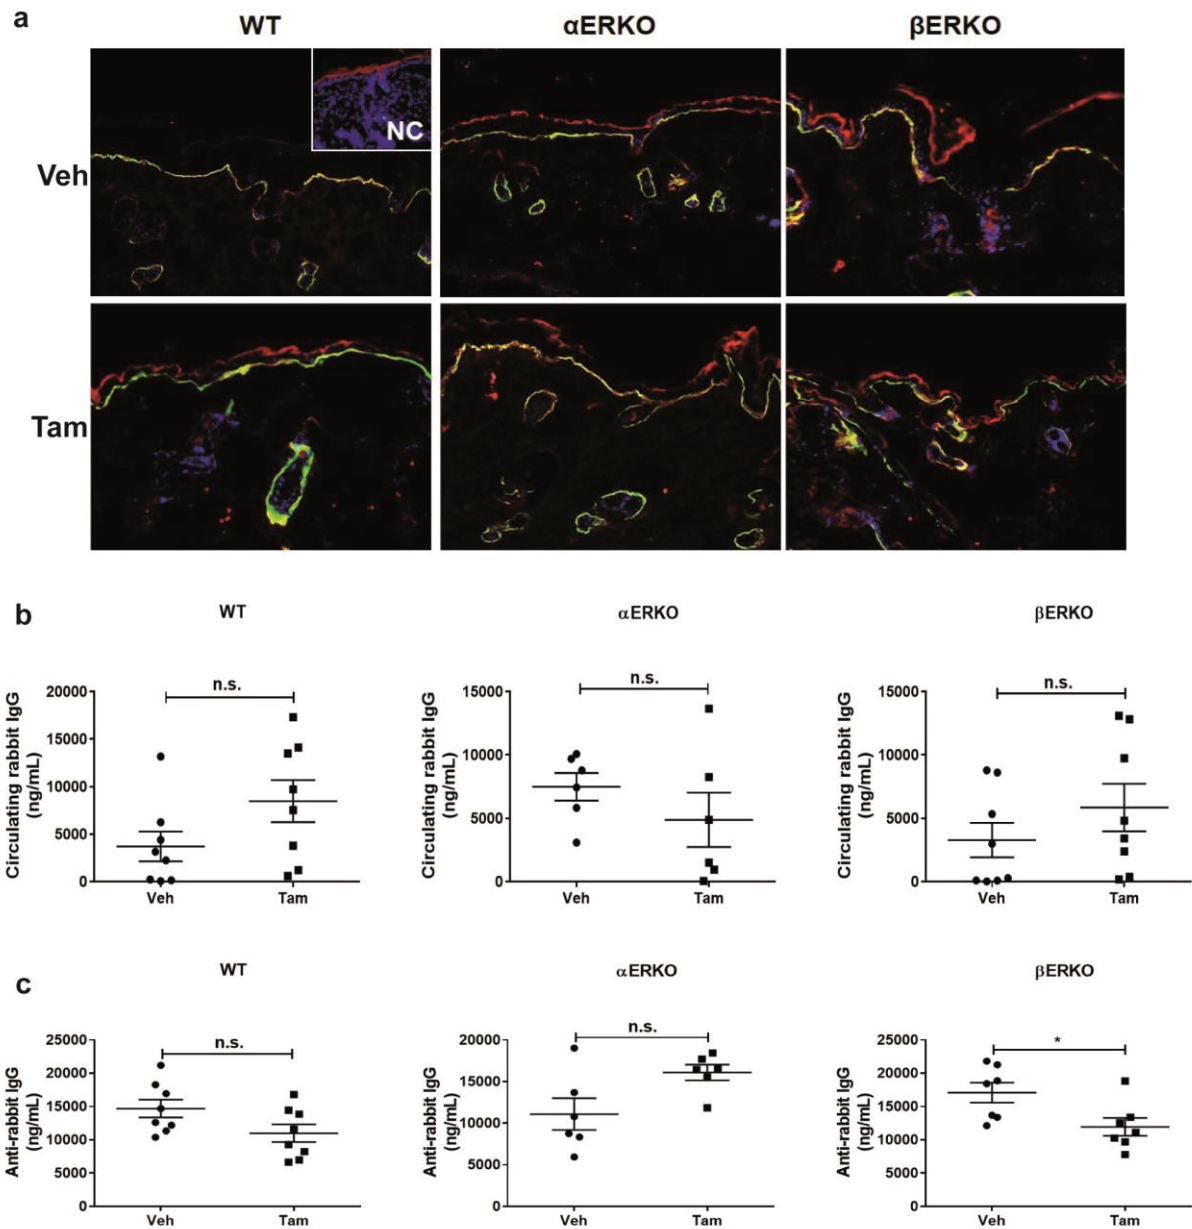 a
WT αERKO βERKO
NC
Veh
Tam
b
WT αERKO βERKO
n.s. n.s. n.s.
Circulating rabbit IgG
(ng/mL)
20000
15000
10000
5000
0
Veh Tam
Circulating rabbit IgG
(ng/mL)
15000
10000
5000
0
Veh Tam
Circulating rabbit IgG
(ng/mL)
15000
10000
5000
0
Veh Tam
c
WT αERKO βERKO
n.s. n.s. *
Anti-rabbit IgG
(ng/mL)
25000
20000
15000
10000
5000
0
Veh Tam
Anti-rabbit IgG
(ng/mL)
20000
15000
10000
5000
0
Veh Tam
Anti-rabbit IgG
(ng/mL)
25000
20000
15000
10000
5000
0
Veh Tam